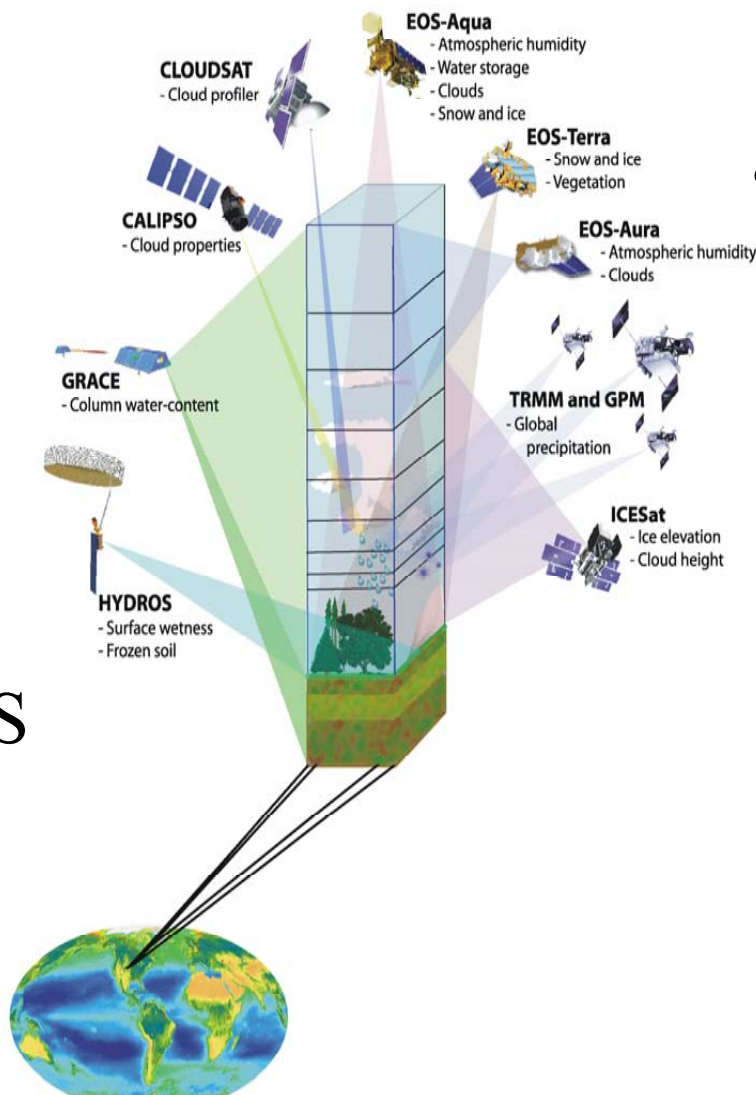 EOS-Aqua
- Atmospheric humidity
- Water storage
- Clouds
- Snow and ice
CLOUDSAT
- Cloud profiler
EOS-Terra
- Snow and ice
- Vegetation
CALIPSO
- Cloud properties
EOS-Aura
- Atmospheric humidity
- Clouds
GRACE
- Column water-content
TRMM and GPM
- Global
precipitation
ICESat
- Ice elevation
- Cloud height
HYDROS
- Surface wetness
- Frozen soil
S